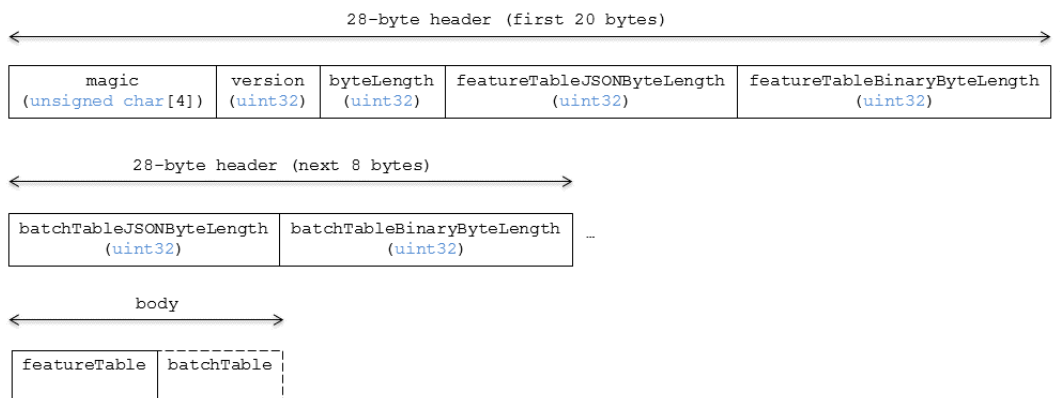 28-byte header (first 20 bytes)
magic version byteLength featureTableJSONByteLength featureTableBinaryByteLength
(unsigned char[4]) (uint32) (uint32) (uint32) (uint32)
28-byte header (next 8 bytes)
batchTableJSONByteLength batchTableBinaryByteLength
(uint32) (uint32)
…
body
featureTable batchTable